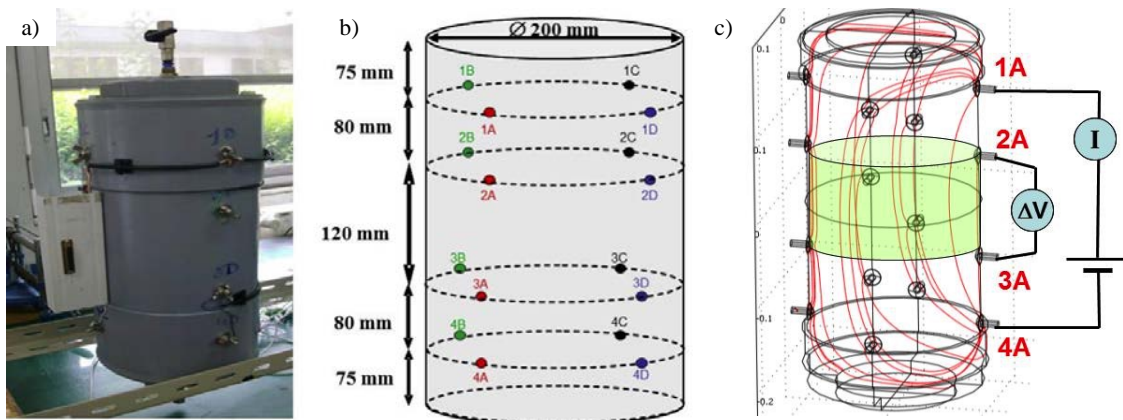 a)
b)
Ø 200 mm
75 mm
80 mm
120 mm
80 mm
75 mm
1B
1C
1A
1D
2B
2C
2A
2D
3B
3C
3A
3D
4B
4C
4A
4D
c)
0
0.1
0.1
0
-0.1
-0.2
1A
2A
3A
4A
I
ΔV